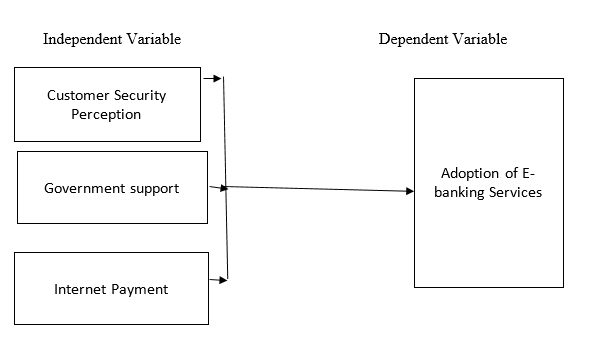 Independent Variable
Dependent Variable
Customer Security
Perception
Government support
Internet Payment
Adoption of E-
banking Services